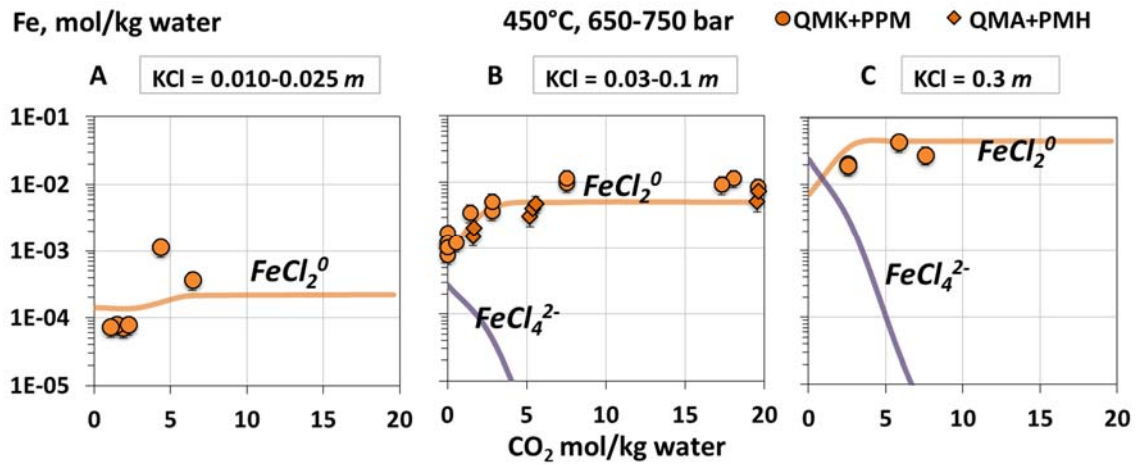 Fe, mol/kg water 450°C, 650-750 bar QMK+PPM QMA+PMH
A KCl = 0.010-0.025 m B KCl = 0.03-0.1 m C KCl = 0.3 m
1E-01
1E-02
1E-03
1E-04
1E-05
FeCl₂⁰
FeCl₂⁰
FeCl₄²⁻
FeCl₂⁰
FeCl₄²⁻
0 5 10 15 20 0 5 10 15 20 0 5 10 15 20
CO₂ mol/kg water